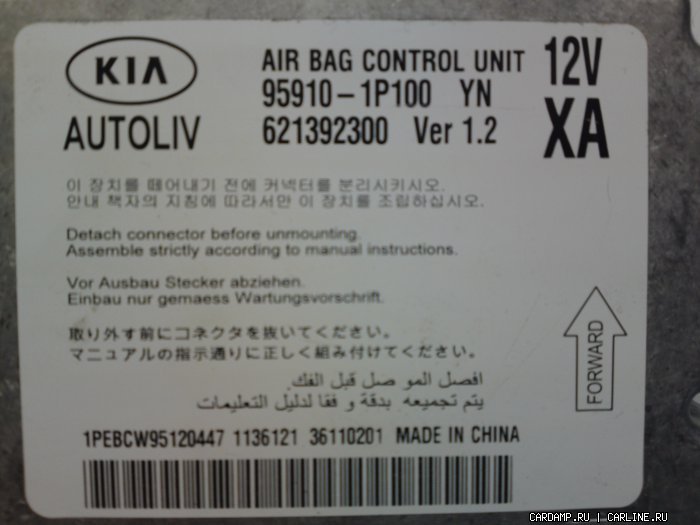 KIA AIR BAG CONTROL UNIT 12V
95910-1P100 YN
AUTOLIV 621392300 Ver 1.2 XA
이 장치를 떼어내기 전에 커넥터를 분리시키시오.
안내 책자의 지침에 따라서만 이 장치를 조립하십시오.
Detach connector before unmounting.
Assemble strictly according to manual instructions.
Vor Ausbau Stecker abziehen.
Einbau nur gemaess Wartungsvorschrift.
FORWARD
取り外す前にコネクタを抜いてください。
マニュアルの指示通りに正しく組み付けてください。
افصل الموصل قبل الفك.
يتم تجميعه بدقة و فقا لدليل التعليمات
1PEBCW95120447 1136121 36110201 MADE IN CHINA
CARDAMP.RU | CARLINE.RU